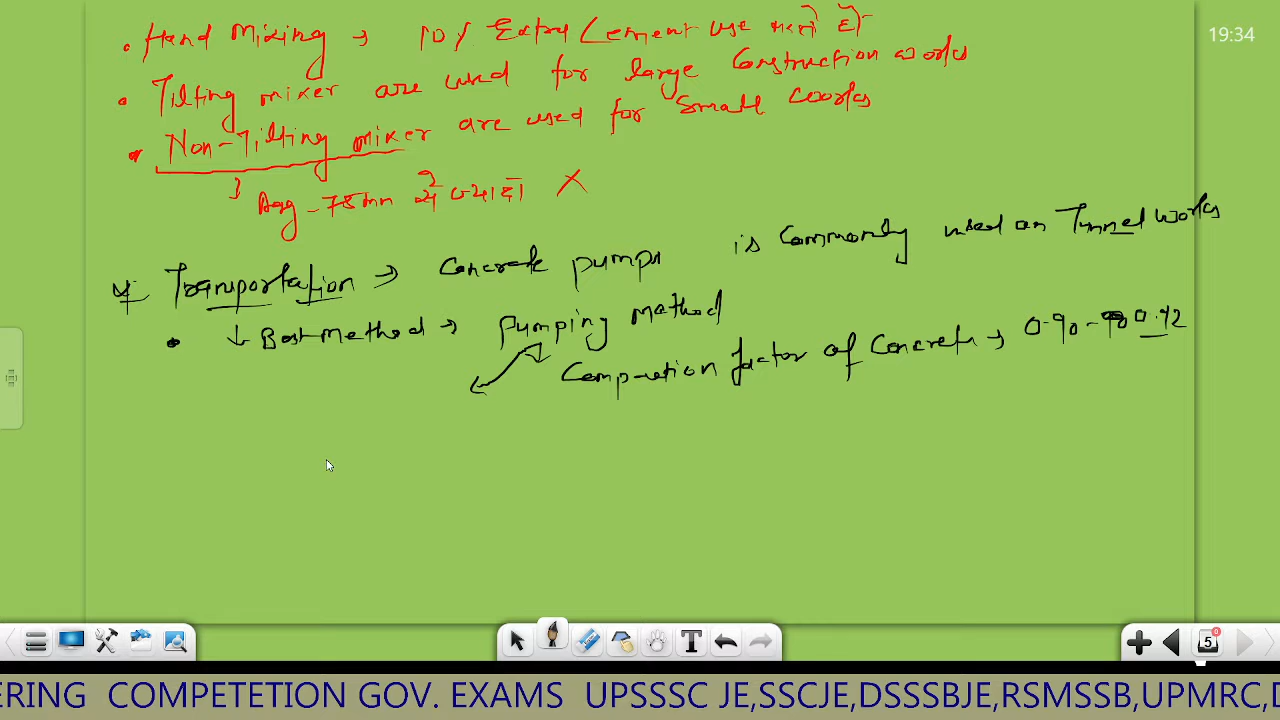 19:34
• Hand Mixing → 10% Extra Cement use करते है
• Tilting mixer are used for large Construction works
• Non-Tilting mixer are used for Small works
Agg - 75mm से ज्यादा ×
* Transportation → Concrete pumps is Commonly used on Tunnel works
• ↓ Best Method → Pumping Method
Compaction factor of Concrete → 0.90 - 0.92
T
5
ERING COMPETETION GOV. EXAMS UPSSSC JE,SSCJE,DSSSBJE,RSMSSB,UPMRC,D